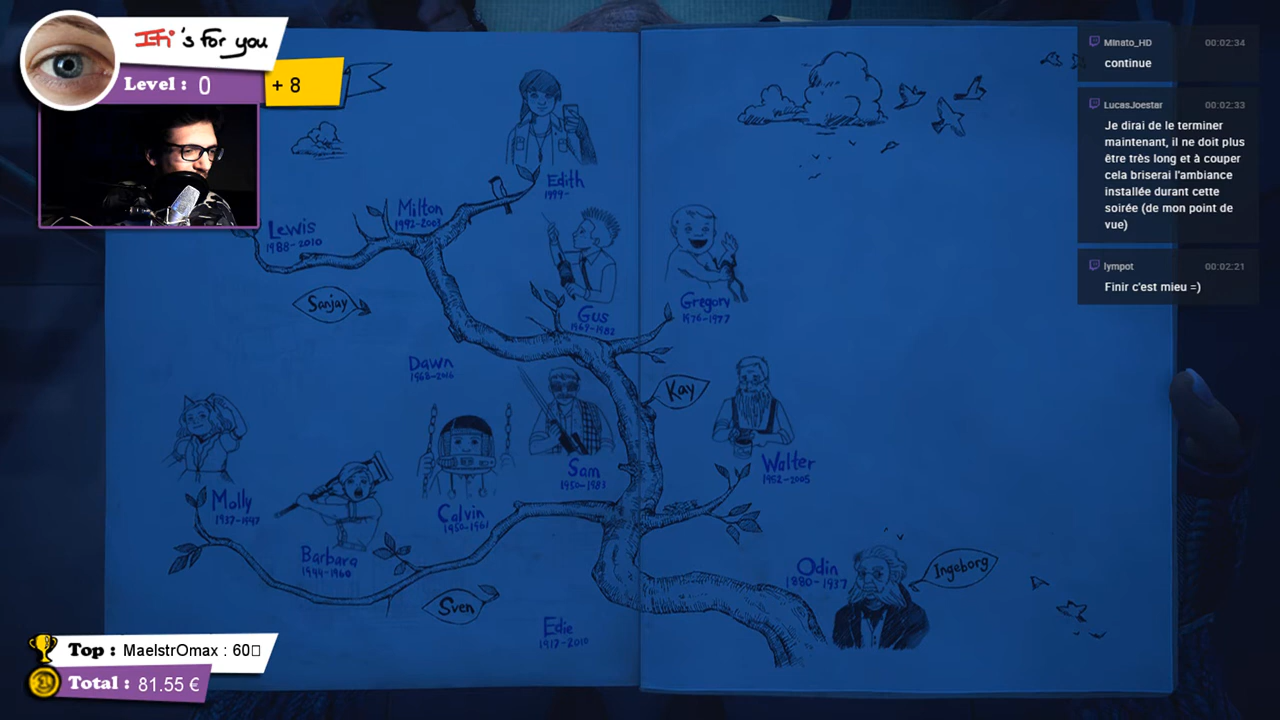 Ichi's for you
Level : 0
+ 8
Minato_HD 00:02:34
continue
LucasJoestar 00:02:33
Je dirai de le terminer
maintenant, il ne doit plus
être très long et à couper
cela briserai l'ambiance
installée durant cette
soirée (de mon point de
vue)
lympot 00:02:21
Finir c'est mieu =)
Edith
1999-
Milton
1992-2003
Lewis
1988-2010
Sanjay
Gus
1969-1982
Gregory
1976-1977
Dawn
1968-2016
Kay
Sam
1950-1983
Walter
1952-2005
Molly
1937-1947
Calvin
1950-1961
Barbara
1944-1960
Sven
Odin
1880-1937
Ingeborg
Edie
1917-2010
Top : MaelstrOmax : 60
Total : 81.55 €